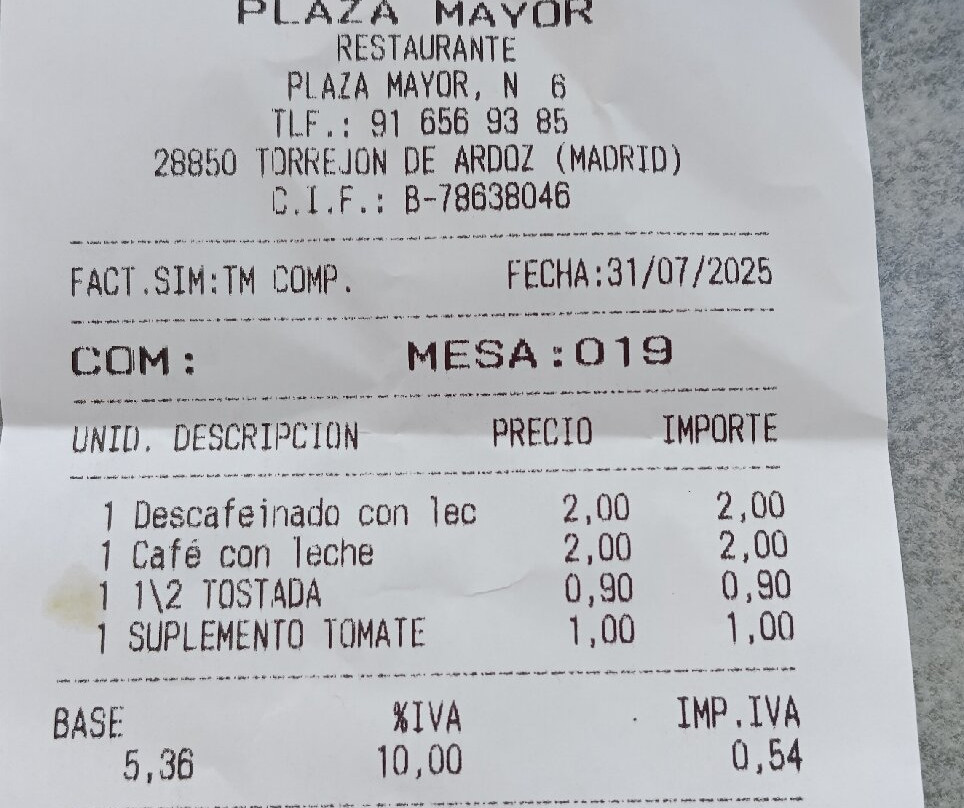 PLAZA MAYOR
RESTAURANTE
PLAZA MAYOR, N 6
TLF.: 91 656 93 85
28850 TORREJON DE ARDOZ (MADRID)
C.I.F.: B-78638046
FACT.SIM:TM COMP. FECHA:31/07/2025
COM: MESA:019
UNID. DESCRIPCION PRECIO IMPORTE
1 Descafeinado con lec 2,00 2,00
1 Café con leche 2,00 2,00
1 1\2 TOSTADA 0,90 0,90
1 SUPLEMENTO TOMATE 1,00 1,00
BASE %IVA IMP.IVA
5,36 10,00 0,54